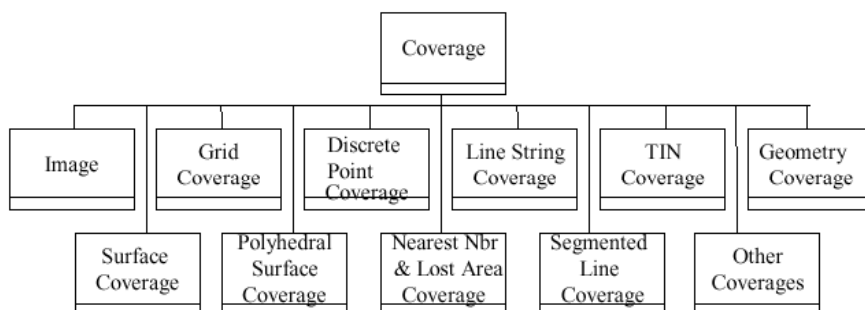 Coverage
Image
Grid
Coverage
Discrete
Point
Coverage
Line String
Coverage
TIN
Coverage
Geometry
Coverage
Surface
Coverage
Polyhedral
Surface
Coverage
Nearest Nbr
& Lost Area
Coverage
Segmented
Line
Coverage
Other
Coverages